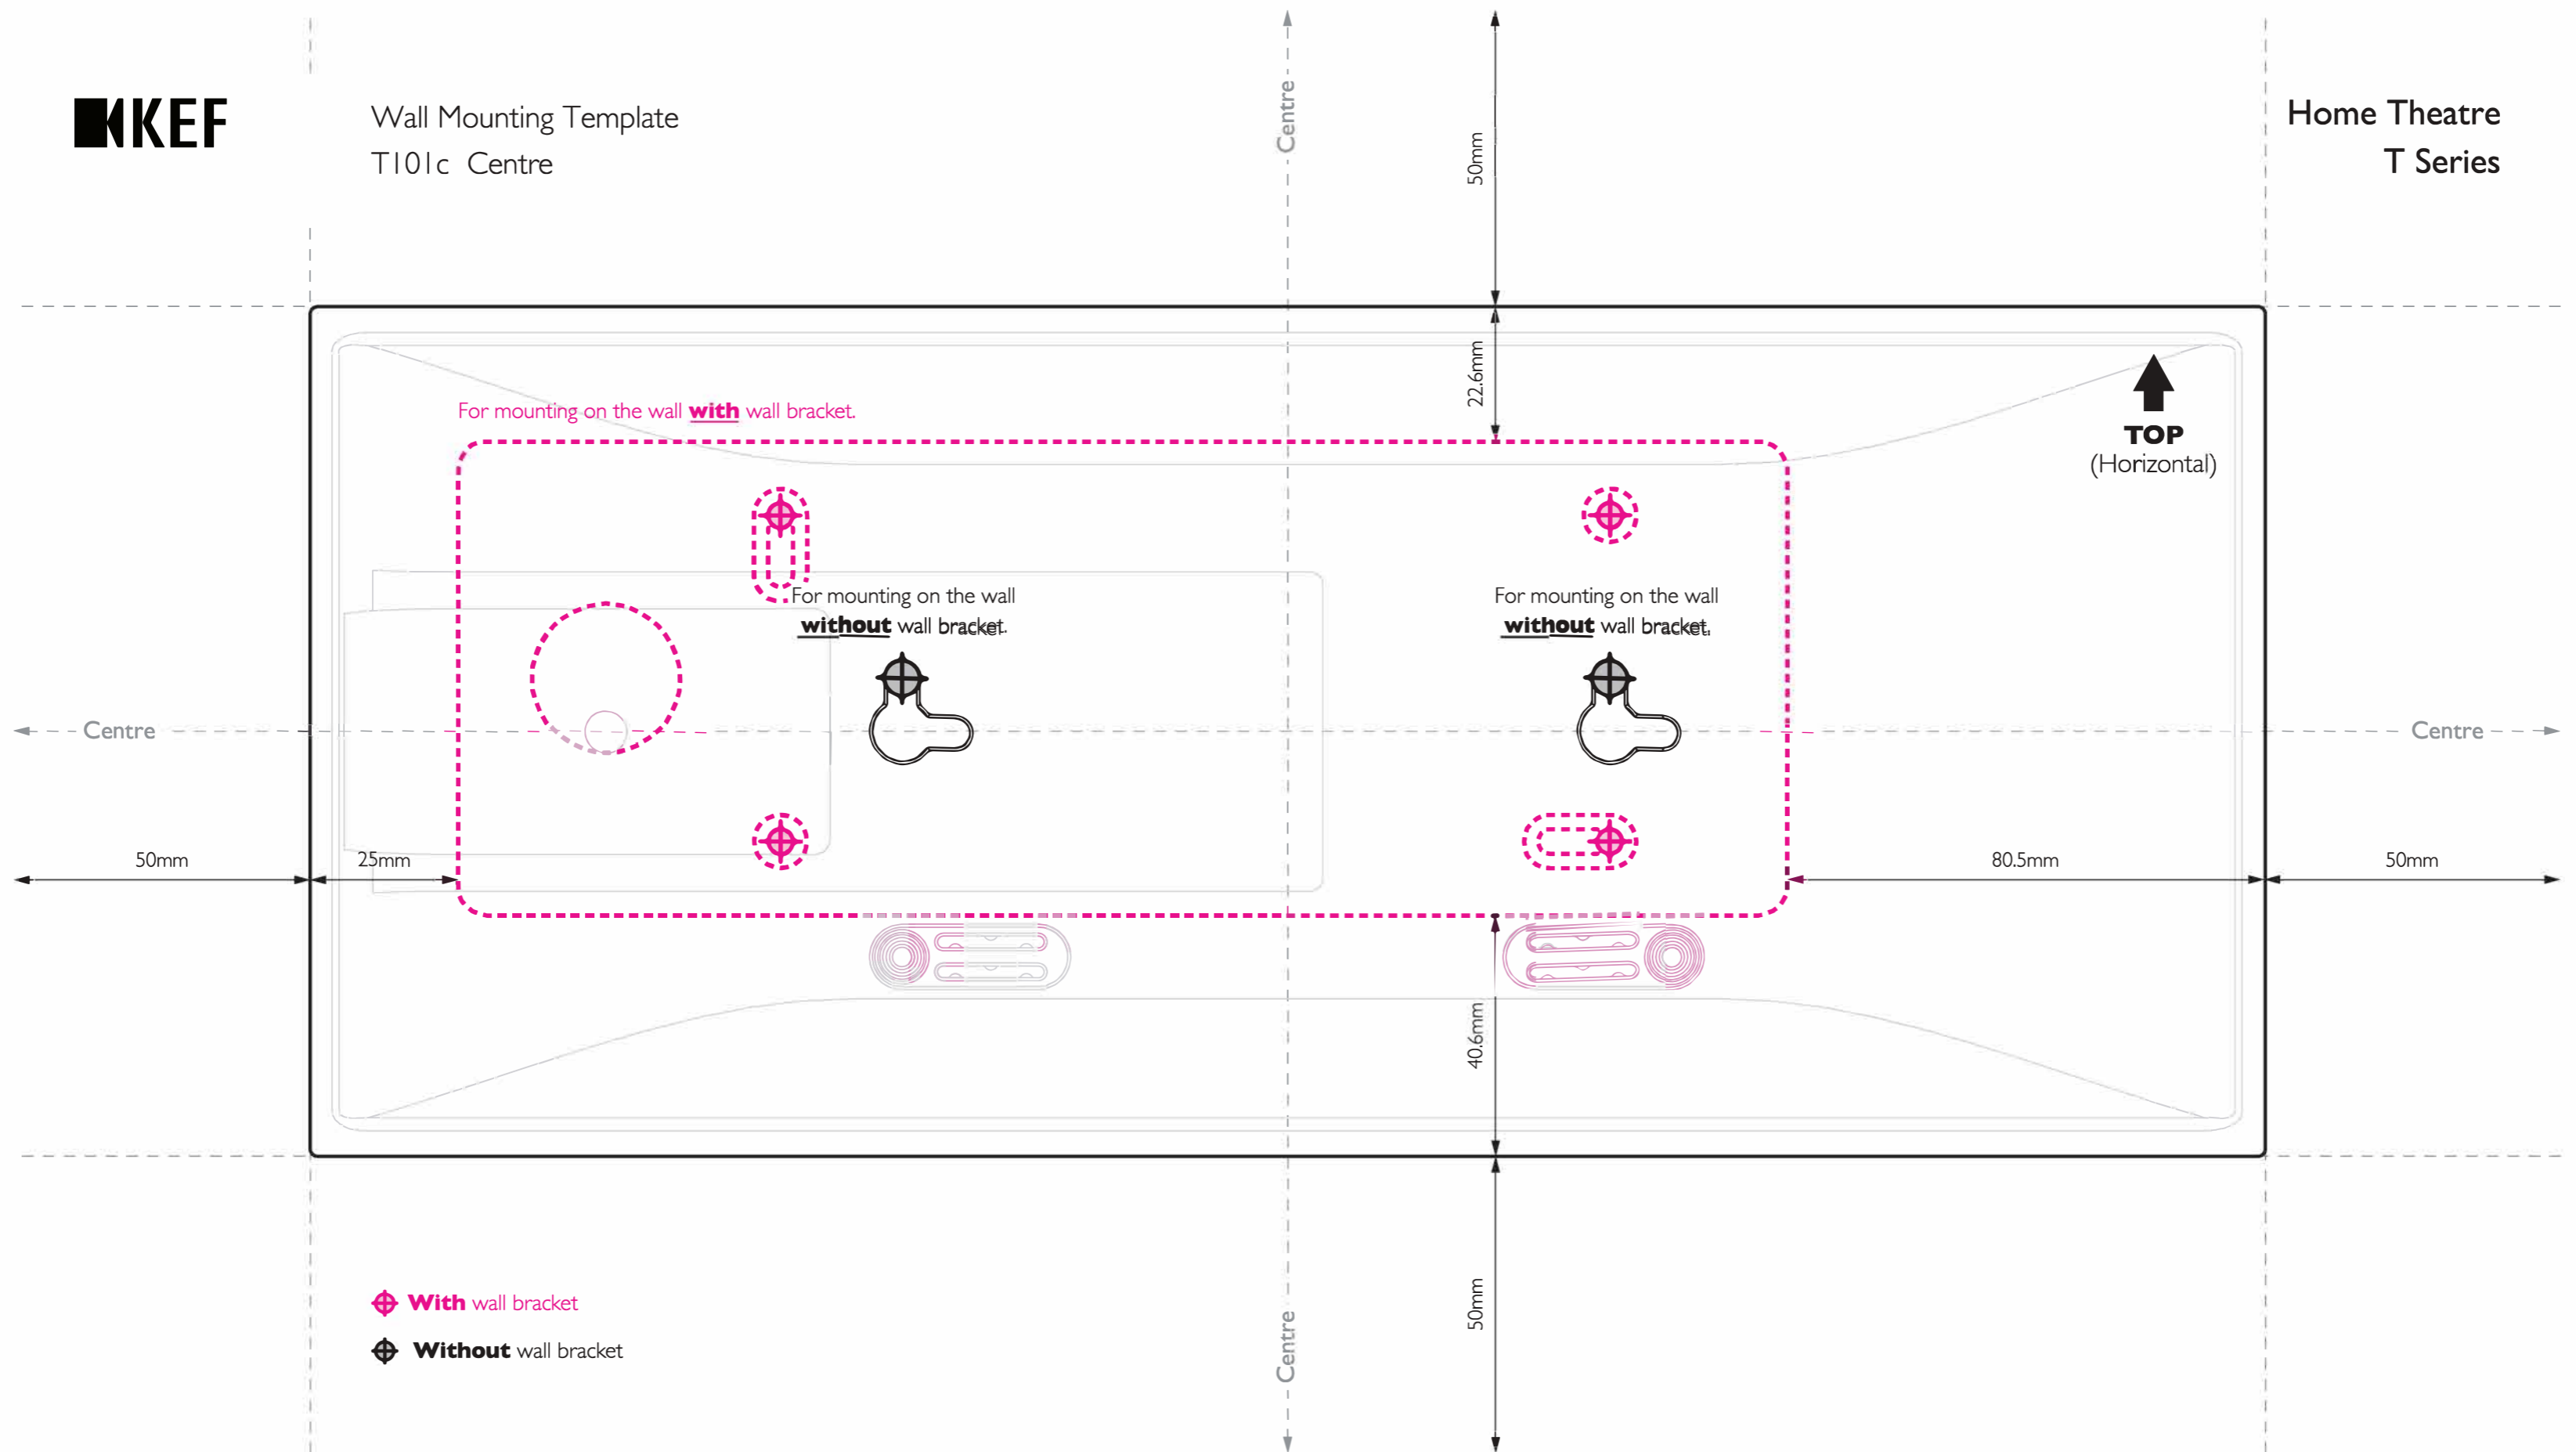 KEF
Wall Mounting Template
T101c Centre
Home Theatre
T Series
Centre
50mm
22.6mm
For mounting on the wall with wall bracket.
TOP
(Horizontal)
For mounting on the wall
without wall bracket.
For mounting on the wall
without wall bracket.
Centre
Centre
50mm
25mm
80.5mm
50mm
40.6mm
50mm
Centre
With wall bracket
Without wall bracket